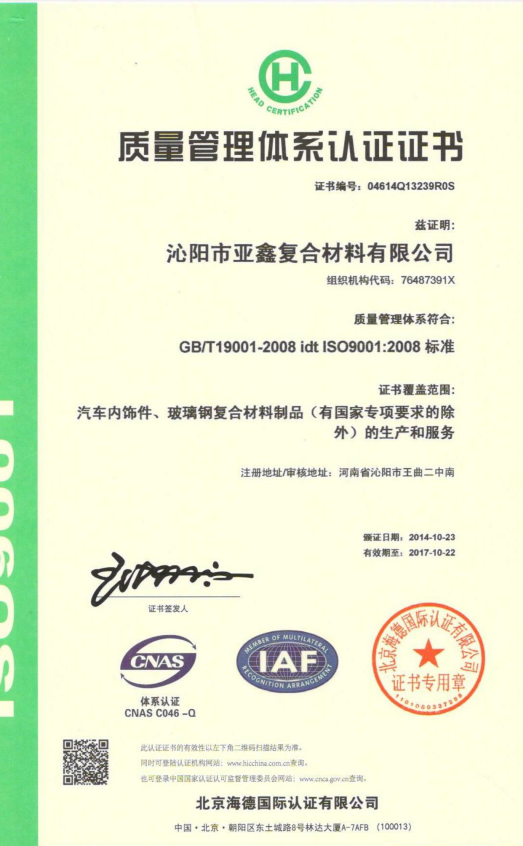 HEAD CERTIFICATION
质量管理体系认证证书
证书编号：04614Q13239R0S
兹证明：
沁阳市亚鑫复合材料有限公司
组织机构代码：76487391X
质量管理体系符合：
GB/T19001-2008 idt ISO9001:2008 标准
证书覆盖范围：
汽车内饰件、玻璃钢复合材料制品（有国家专项要求的除
外）的生产和服务
注册地址/审核地址：河南省沁阳市王曲二中南
颁证日期：2014-10-23
有效期至：2017-10-22
证书签发人
ISO9001
CNAS
体系认证
CNAS C046 -Q
MEMBER OF MULTILATERAL
IAF
RECOGNITION ARRANGEMENT
北京海德国际认证有限公司
证书专用章
此认证证书的有效性以左下角二维码扫描结果为准。
同时可登陆认证机构网站：www.hicchina.com.cn查询。
也可登录中国国家认证认可监督管理委员会网站：www.cnca.gov.cn查询。
北京海德国际认证有限公司
中国·北京·朝阳区东土城路8号林达大厦A-7AFB (100013)